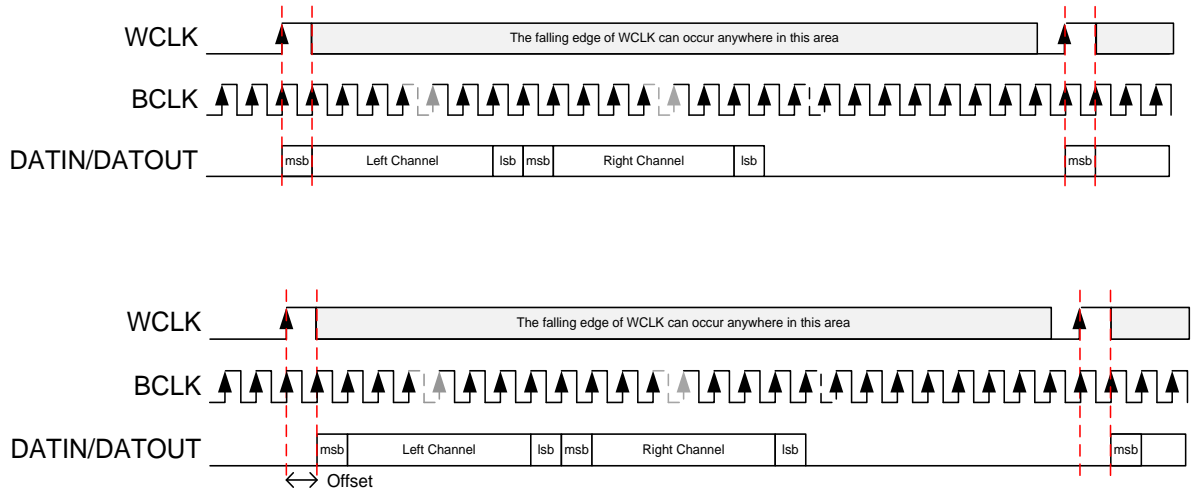 WCLK
The falling edge of WCLK can occur anywhere in this area
BCLK
DATIN/DATOUT
msb
Left Channel
lsb
msb
Right Channel
lsb
msb
WCLK
The falling edge of WCLK can occur anywhere in this area
BCLK
DATIN/DATOUT
msb
Left Channel
lsb
msb
Right Channel
lsb
msb
Offset